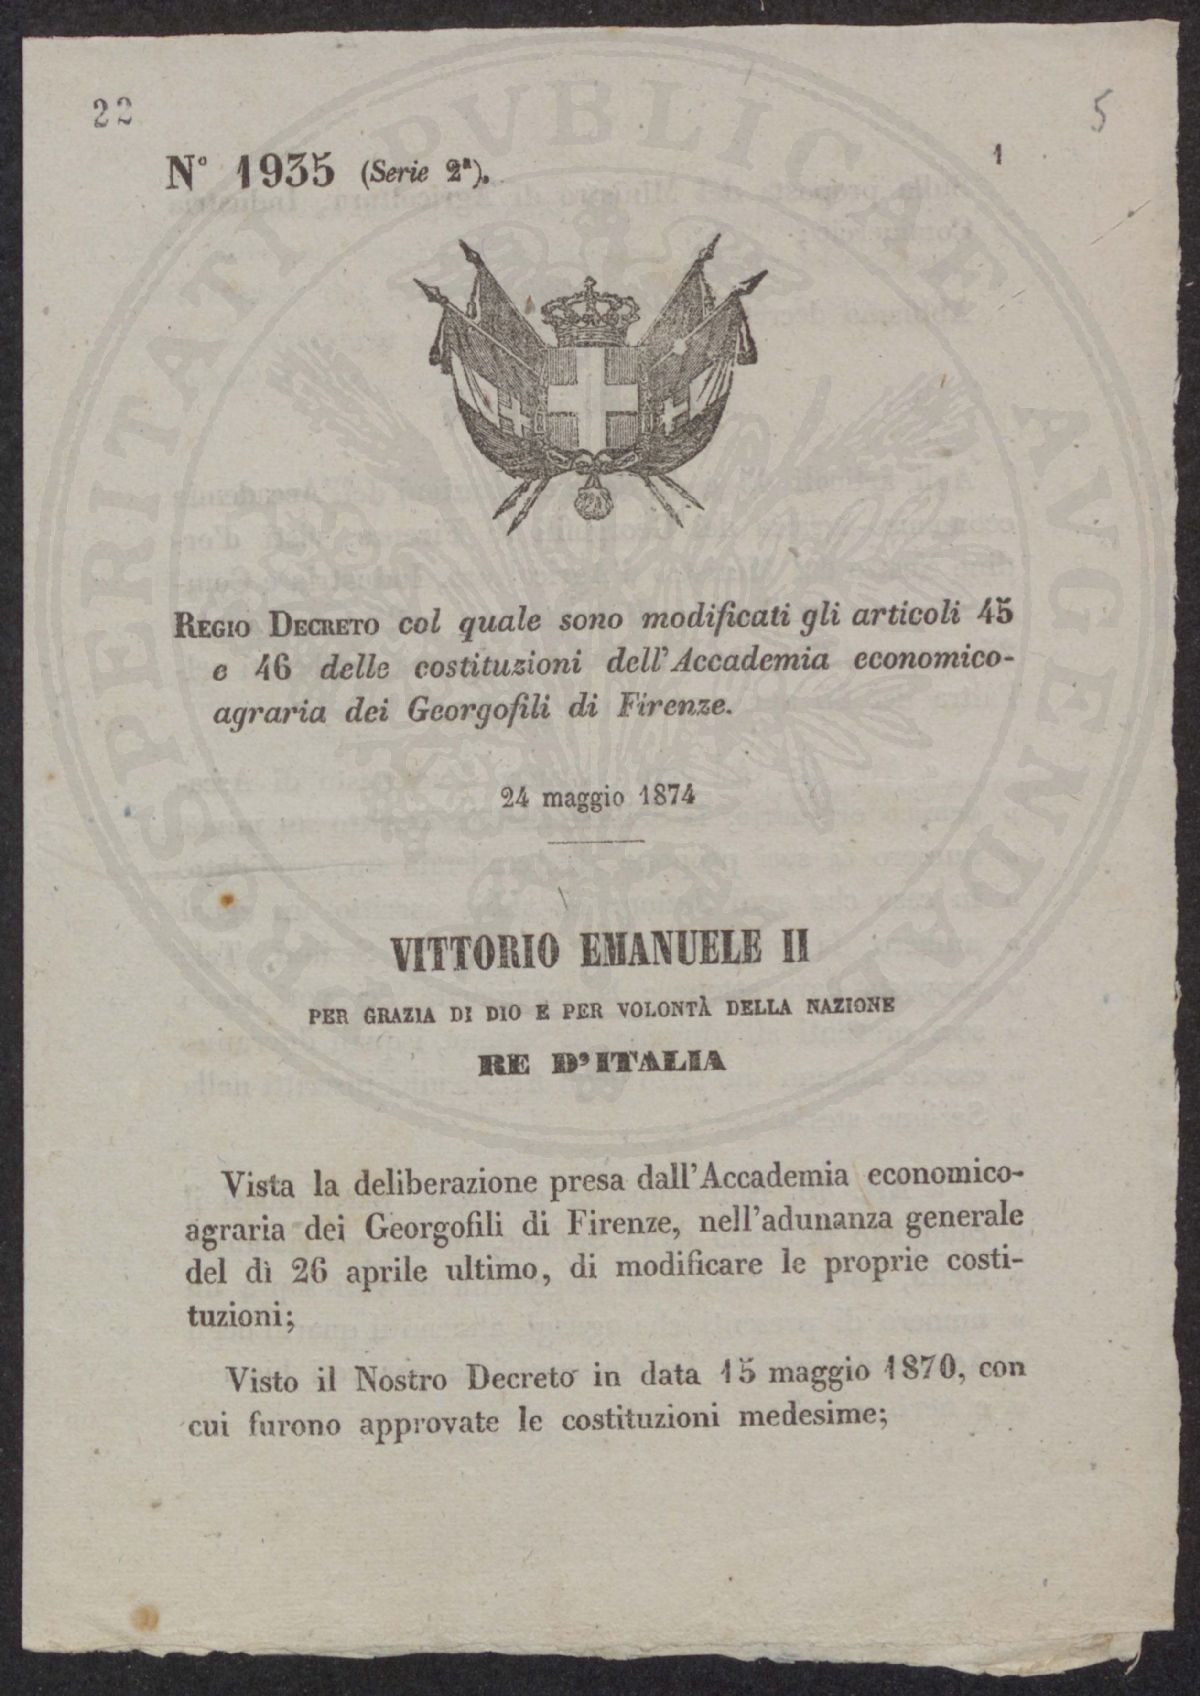 22
5
1
N° 1935 (Serie 2ª).
REGIO DECRETO col quale sono modificati gli articoli 45
e 46 delle costituzioni dell'Accademia economico-
agraria dei Georgofili di Firenze.
24 maggio 1874
VITTORIO EMANUELE II
PER GRAZIA DI DIO E PER VOLONTÀ DELLA NAZIONE
RE D'ITALIA
Vista la deliberazione presa dall'Accademia economico-
agraria dei Georgofili di Firenze, nell'adunanza generale
del dì 26 aprile ultimo, di modificare le proprie costi-
tuzioni;
Visto il Nostro Decreto in data 15 maggio 1870, con
cui furono approvate le costituzioni medesime;
PROSPERITATI PVBLICAE AVGENDAE